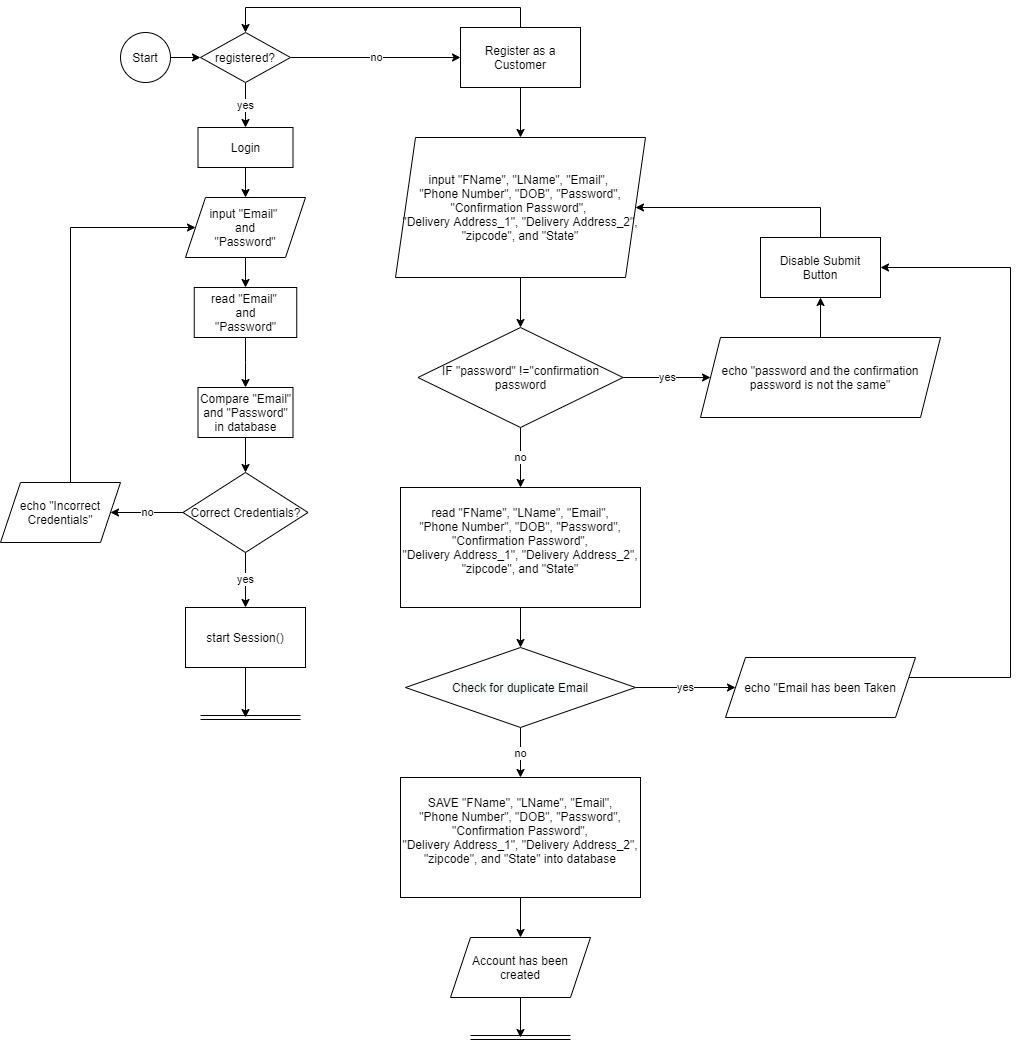 Start
registered?
no
Register as a
Customer
yes
Login
input "Email"
and
"Password"
read "Email"
and
"Password"
Compare "Email"
and "Password"
in database
Correct Credentials?
no
echo "Incorrect
Credentials"
yes
start Session()
input "FName", "LName", "Email",
"Phone Number", "DOB", "Password",
"Confirmation Password",
"Delivery Address_1", "Delivery Address_2",
"zipcode", and "State"
IF "password" !="confirmation
password
yes
echo "password and the confirmation
password is not the same"
Disable Submit
Button
no
read "FName", "LName", "Email",
"Phone Number", "DOB", "Password",
"Confirmation Password",
"Delivery Address_1", "Delivery Address_2",
"zipcode", and "State"
Check for duplicate Email
yes
echo "Email has been Taken
no
SAVE "FName", "LName", "Email",
"Phone Number", "DOB", "Password",
"Confirmation Password",
"Delivery Address_1", "Delivery Address_2",
"zipcode", and "State" into database
Account has been
created